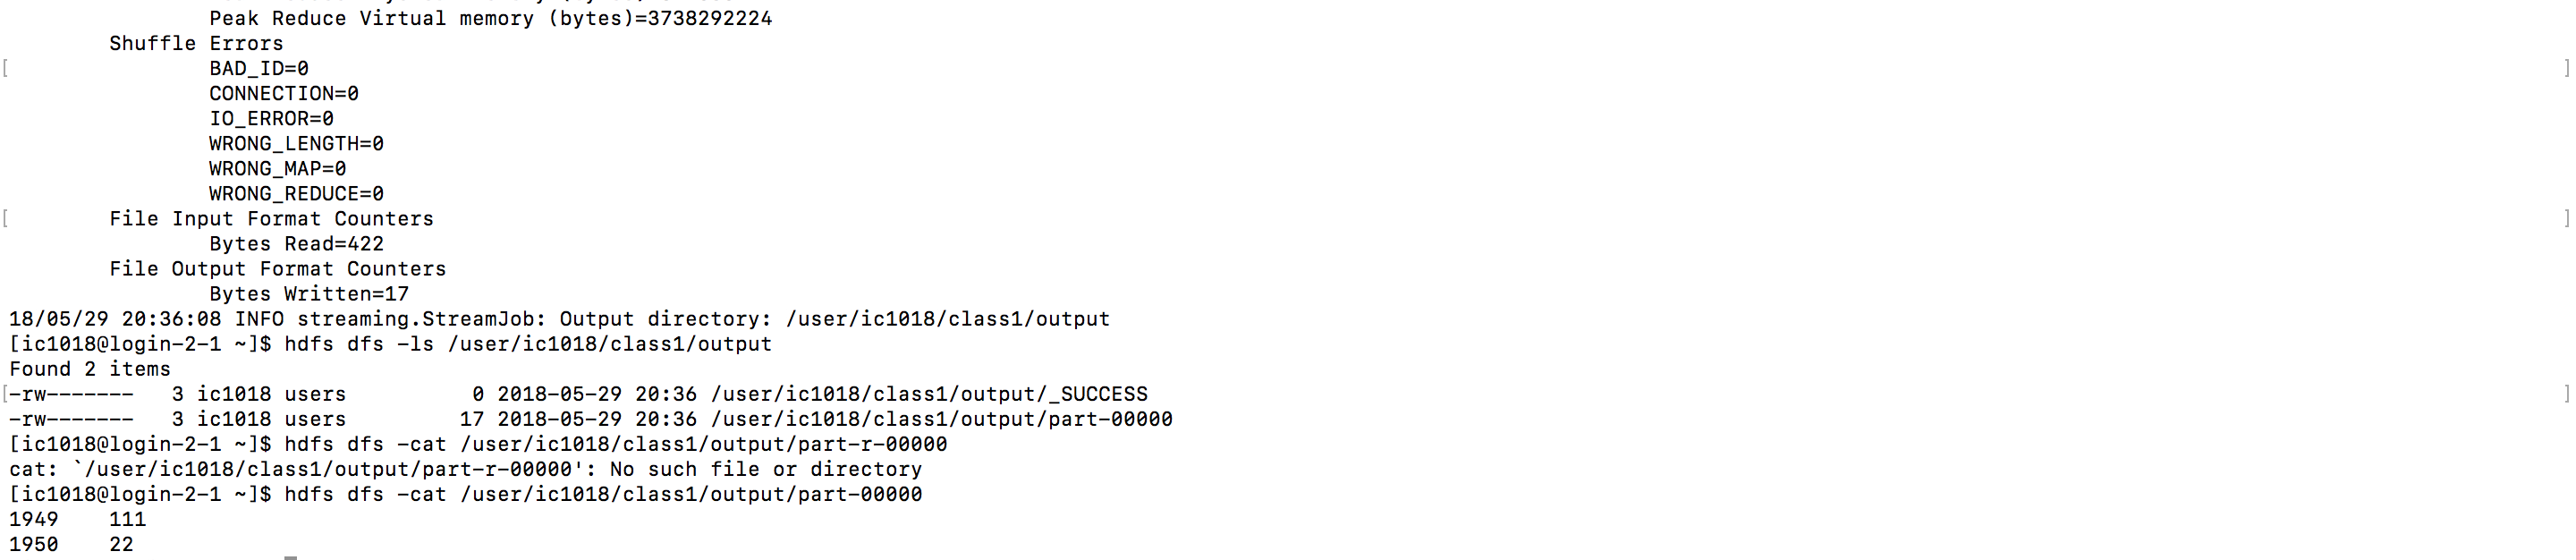 Peak Reduce Virtual memory (bytes)=3738292224
Shuffle Errors
[ BAD_ID=0 ]
CONNECTION=0
IO_ERROR=0
WRONG_LENGTH=0
WRONG_MAP=0
WRONG_REDUCE=0
[ File Input Format Counters ]
Bytes Read=422
File Output Format Counters
Bytes Written=17
18/05/29 20:36:08 INFO streaming.StreamJob: Output directory: /user/ic1018/class1/output
[ic1018@login-2-1 ~]$ hdfs dfs -ls /user/ic1018/class1/output
Found 2 items
[-rw------- 3 ic1018 users 0 2018-05-29 20:36 /user/ic1018/class1/output/_SUCCESS ]
-rw------- 3 ic1018 users 17 2018-05-29 20:36 /user/ic1018/class1/output/part-00000
[ic1018@login-2-1 ~]$ hdfs dfs -cat /user/ic1018/class1/output/part-r-00000
cat: `/user/ic1018/class1/output/part-r-00000': No such file or directory
[ic1018@login-2-1 ~]$ hdfs dfs -cat /user/ic1018/class1/output/part-00000
1949 111
1950 22